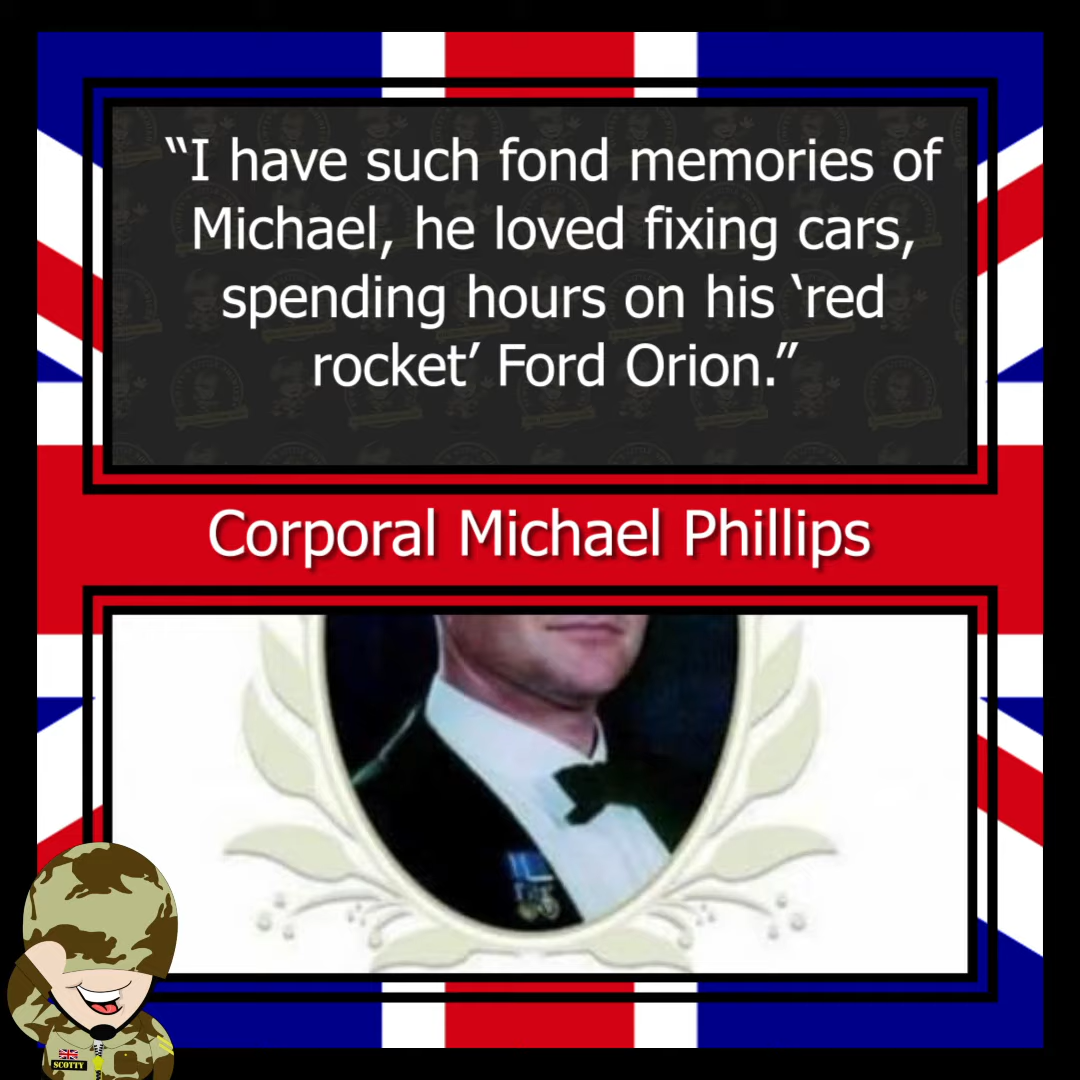 “I have such fond memories of
Michael, he loved fixing cars,
spending hours on his ‘red
rocket’ Ford Orion.”
Corporal Michael Phillips
SCOTTY